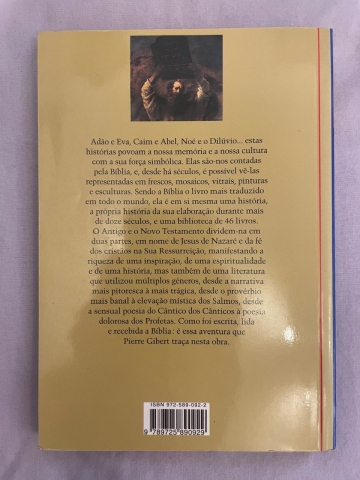 Adão e Eva, Caim e Abel, Noé e o Dilúvio... estas
histórias povoam a nossa memória e a nossa cultura
com a sua força simbólica. Elas são-nos contadas
pela Bíblia, e, desde há séculos, é possível vê-las
representadas em frescos, mosaicos, vitrais, pinturas
e esculturas. Sendo a Bíblia o livro mais traduzido
em todo o mundo, ela é em si mesma uma história,
a própria história da sua elaboração durante mais
de doze séculos, e uma biblioteca de 46 livros.
O Antigo e o Novo Testamento dividem-na em
duas partes, em nome de Jesus de Nazaré e da fé
dos cristãos na Sua Ressurreição, manifestando a
riqueza de uma inspiração, de uma espiritualidade
e de uma história, mas também de uma literatura
que utilizou múltiplos géneros, desde a narrativa
mais pitoresca à mais trágica, desde o provérbio
mais banal à elevação mística dos Salmos, desde a
sensual poesia do Cântico dos Cânticos à poesia
dolorosa dos Profetas. Como foi escrita, lida
e recebida a Bíblia: é essa aventura que
Pierre Gibert traça nesta obra.
ISBN 972-589-092-2
9 789725 890929